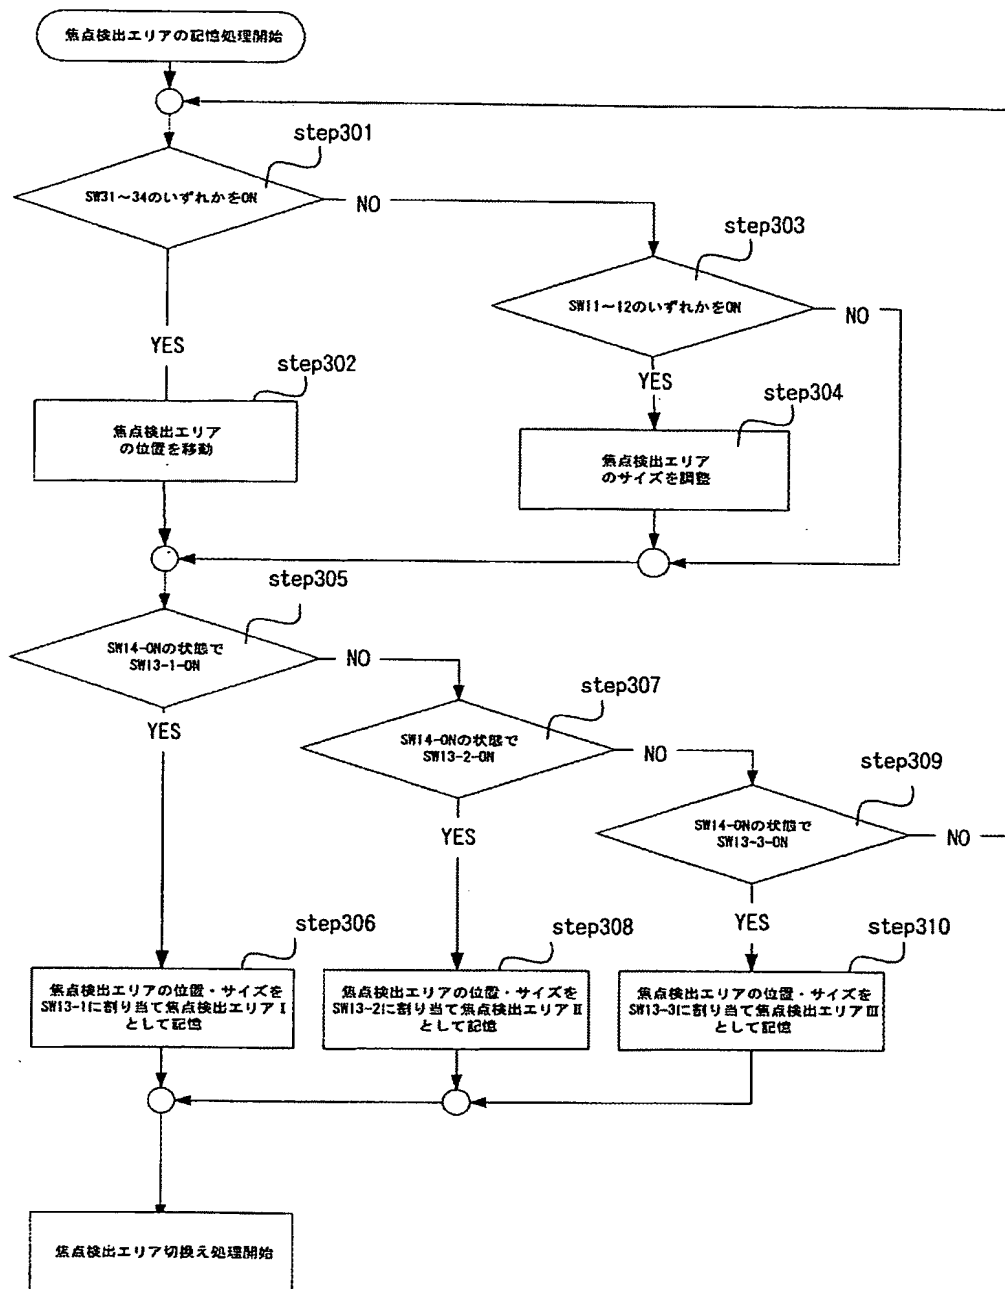 焦点検出エリアの記憶処理開始
step301
SW31～34のいずれかをON
NO
step303
SW11～12のいずれかをON
NO
YES
step302
YES
step304
焦点検出エリア
の位置を移動
焦点検出エリア
のサイズを調整
step305
SW14-ONの状態で
SW13-1-ON
NO
step307
YES
SW14-ONの状態で
SW13-2-ON
NO
step309
YES
SW14-ONの状態で
SW13-3-ON
NO
YES
step306
step308
step310
焦点検出エリアの位置・サイズを
SW13-1に割り当て焦点検出エリアⅠ
として記憶
焦点検出エリアの位置・サイズを
SW13-2に割り当て焦点検出エリアⅡ
として記憶
焦点検出エリアの位置・サイズを
SW13-3に割り当て焦点検出エリアⅢ
として記憶
焦点検出エリア切換え処理開始